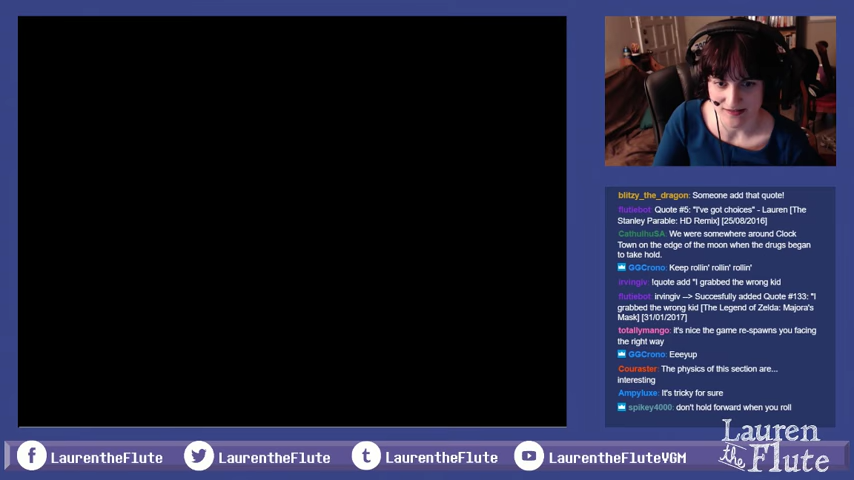 blitzy_the_dragon: Someone add that quote!
flutiebot: Quote #5: "I've got choices" - Lauren [The
Stanley Parable: HD Remix] [25/08/2016]
CathulhuSA: We were somewhere around Clock
Town on the edge of the moon when the drugs began
to take hold.
GGCrono: Keep rollin' rollin' rollin'
irvingiv: !quote add "I grabbed the wrong kid
flutiebot: irvingiv --> Succesfully added Quote #133: "I
grabbed the wrong kid [The Legend of Zelda: Majora's
Mask] [31/01/2017]
totallymango: it's nice the game re-spawns you facing
the right way
GGCrono: Eeeyup
Couraster: The physics of this section are...
interesting
Ampyluxe: It's tricky for sure
spikey4000: don't hold forward when you roll
Lauren
the Flute
LaurentheFlute
LaurentheFlute
LaurentheFlute
LaurentheFluteVGM